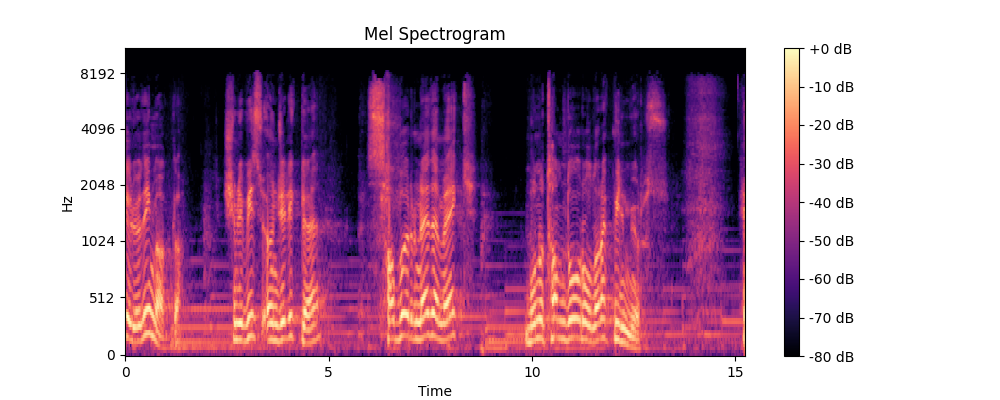 Mel Spectrogram
Hz
8192
4096
2048
1024
512
0
0 5 10 15
Time
+0 dB
-10 dB
-20 dB
-30 dB
-40 dB
-50 dB
-60 dB
-70 dB
-80 dB